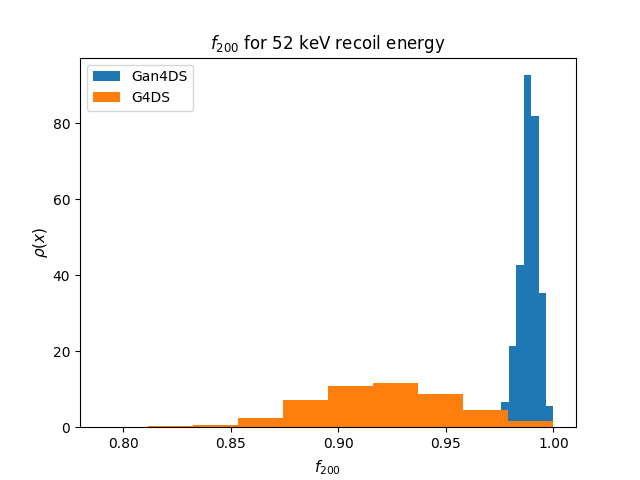 f₂₀₀ for 52 keV recoil energy
Gan4DS
G4DS
ρ(x)
80
60
40
20
0
0.80 0.85 0.90 0.95 1.00
f₂₀₀